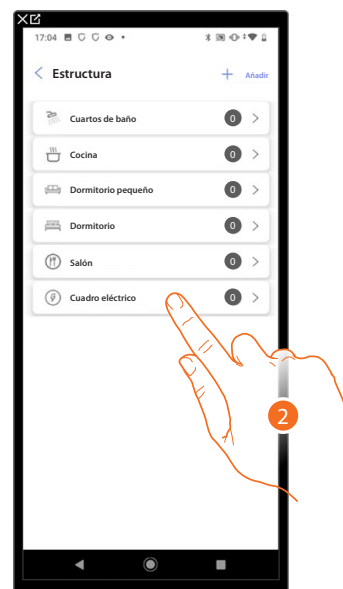 17:04
Estructura
Añadir
Cuartos de baño 0
Cocina 0
Dormitorio pequeño 0
Dormitorio 0
Salón 0
Cuadro eléctrico 0
2